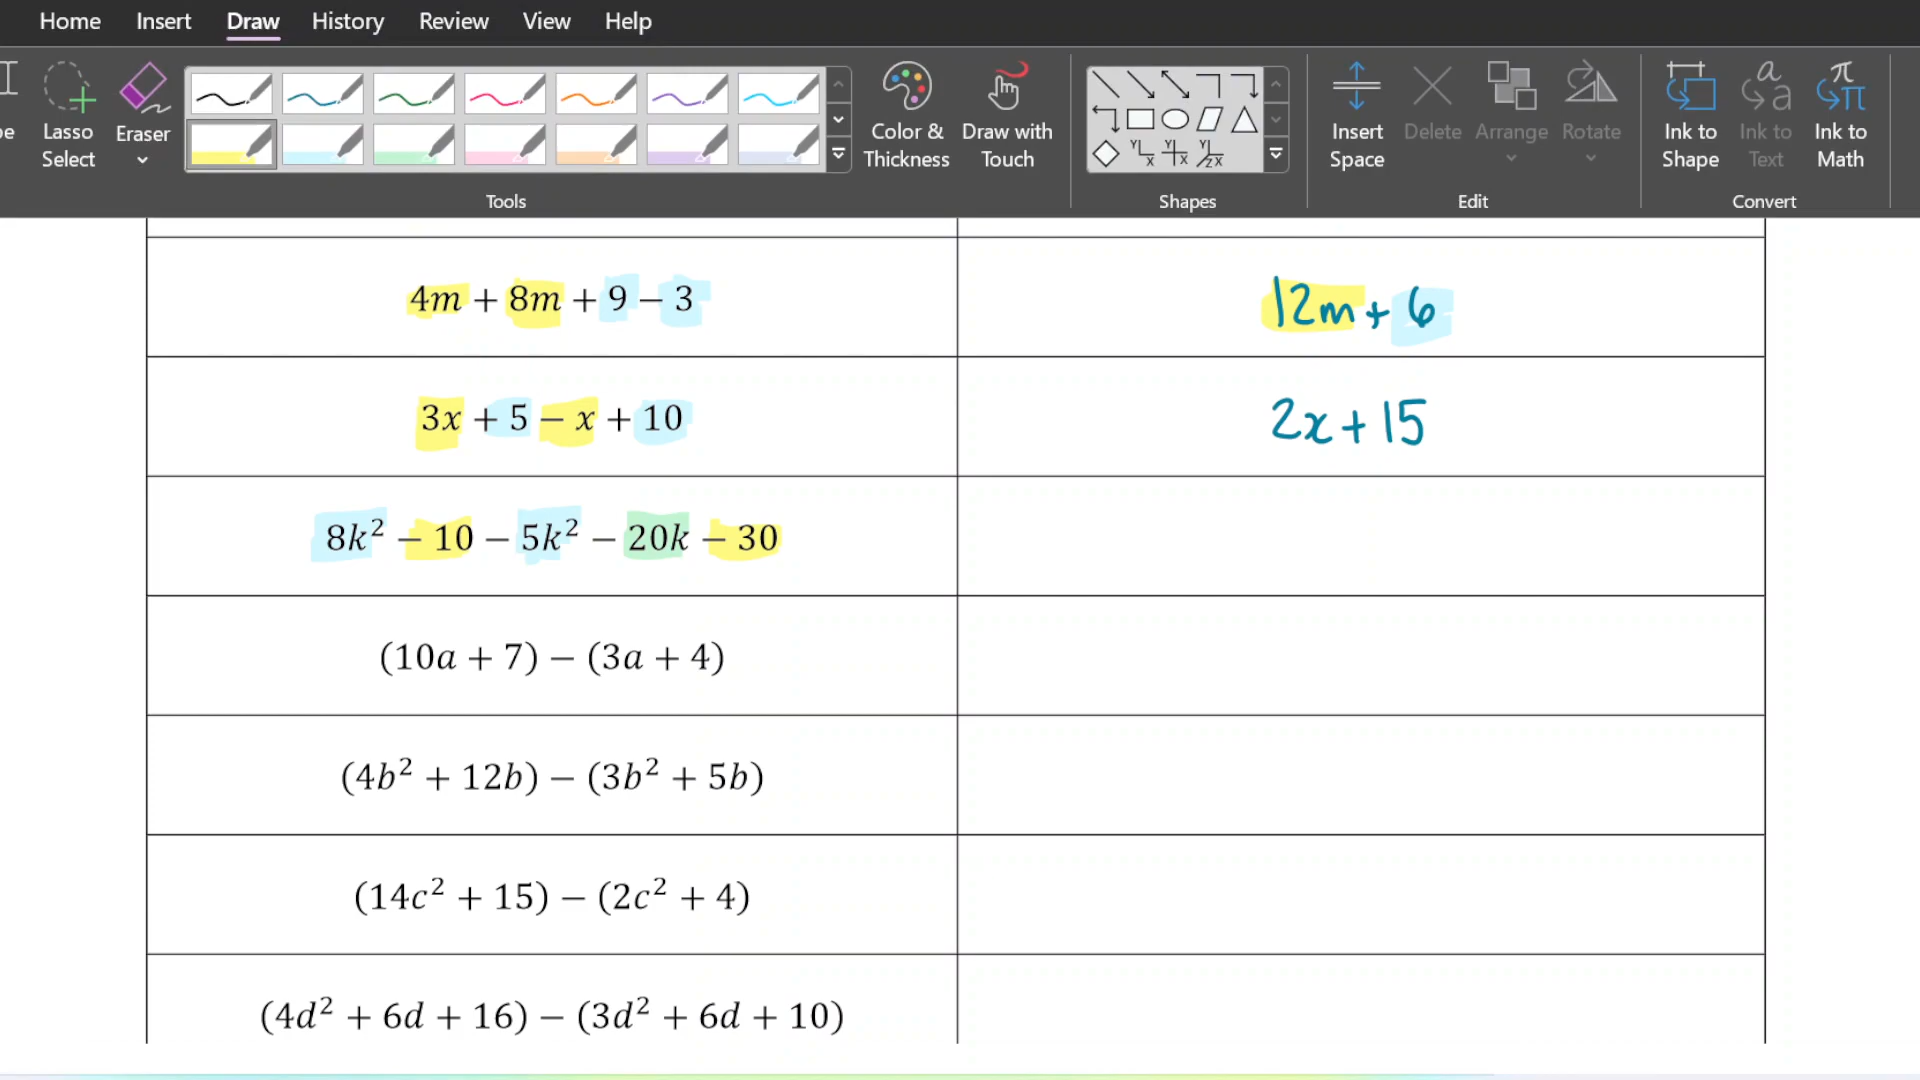 Home Insert Draw History Review View Help
Lasso Select
Eraser
Color & Thickness
Draw with Touch
Insert Space
Delete
Arrange
Rotate
Ink to Shape
Ink to Text
Ink to Math
Tools Shapes Edit Convert
4m + 8m + 9 − 3
12m + 6
3x + 5 − x + 10
2x + 15
8k² − 10 − 5k² − 20k − 30
(10a + 7) − (3a + 4)
(4b² + 12b) − (3b² + 5b)
(14c² + 15) − (2c² + 4)
(4d² + 6d + 16) − (3d² + 6d + 10)